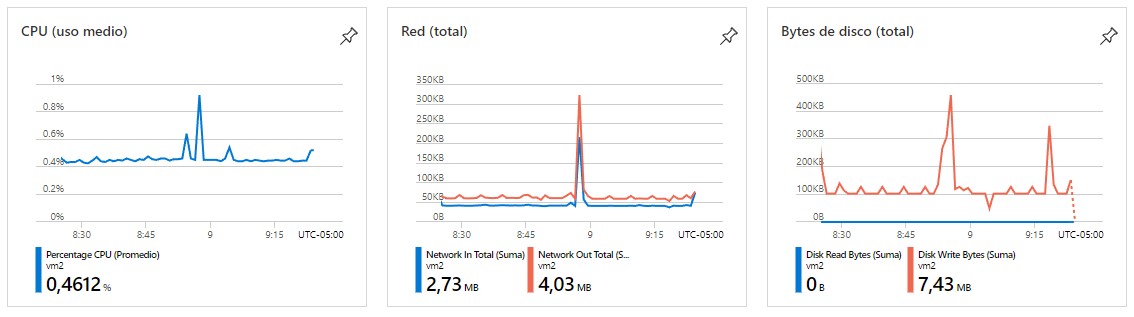 CPU (uso medio)
1%
0.8%
0.6%
0.4%
0.2%
0%
8:30 8:45 9 9:15 UTC-05:00
Percentage CPU (Promedio)
vm2
0,4612 %
Red (total)
350KB
300KB
250KB
200KB
150KB
100KB
50KB
0B
8:30 8:45 9 9:15 UTC-05:00
Network In Total (Suma)
vm2
2,73 MB
Network Out Total (S...
vm2
4,03 MB
Bytes de disco (total)
500KB
400KB
300KB
200KB
100KB
0B
8:30 8:45 9 9:15 UTC-05:00
Disk Read Bytes (Suma)
vm2
0 B
Disk Write Bytes (Suma)
vm2
7,43 MB